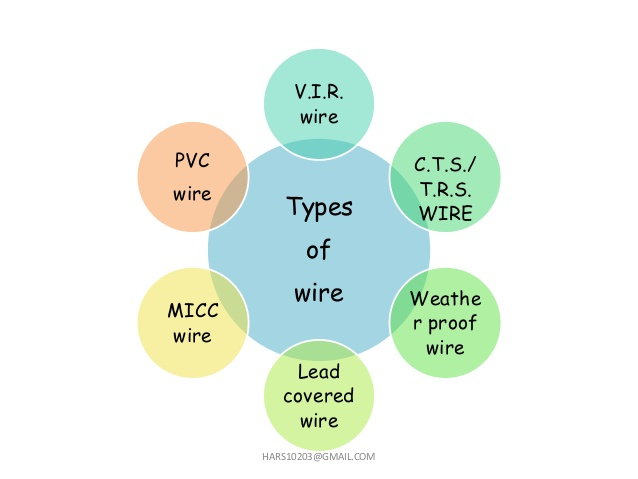 V.I.R.
wire
C.T.S./
T.R.S.
WIRE
Weathe
r proof
wire
Lead
covered
wire
MICC
wire
PVC
wire
Types
of
wire
HARS10203@GMAIL.COM